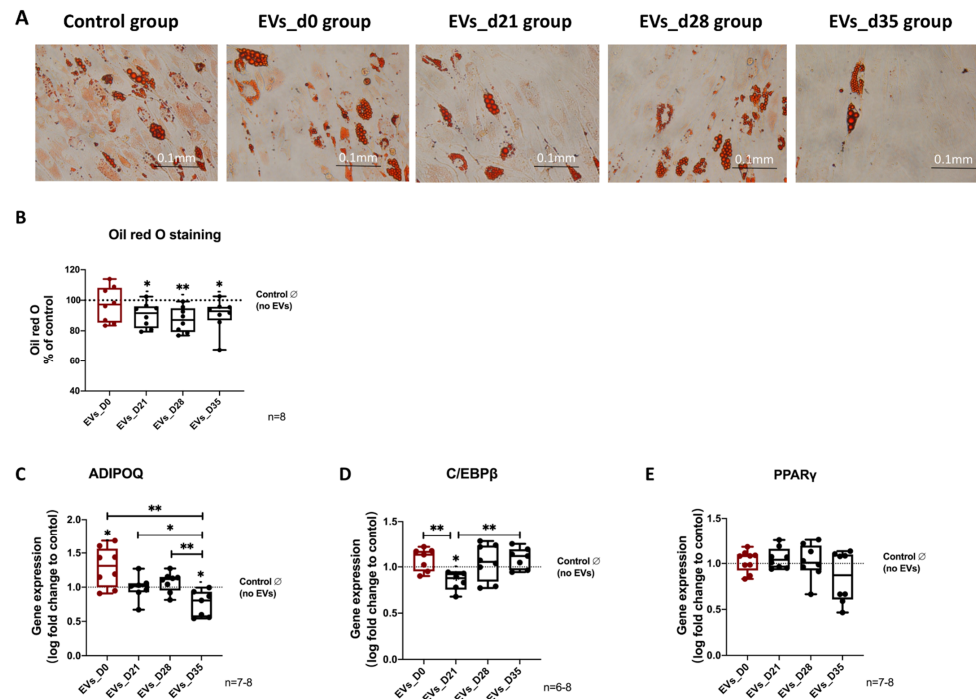 A
Control group EVs_d0 group EVs_d21 group EVs_d28 group EVs_d35 group
0.1mm 0.1mm 0.1mm 0.1mm 0.1mm
B
Oil red O staining
Oil red O
% of control
120
100
80
60
40
* ** *
Control ∅
(no EVs)
EVs_D0 EVs_D21 EVs_D28 EVs_D35
n=8
C
ADIPOQ
Gene expression
(log fold change to contol)
2.0
1.5
1.0
0.5
0.0
**
*
**
* *
Control ∅
(no EVs)
EVs_D0 EVs_D21 EVs_D28 EVs_D35
n=7-8
D
C/EBPβ
Gene expression
(log fold change to contol)
1.5
1.0
0.5
0.0
** **
*
Control ∅
(no EVs)
EVs_D0 EVs_D21 EVs_D28 EVs_D35
n=6-8
E
PPARγ
Gene expression
(log fold change to contol)
1.5
1.0
0.5
0.0
Control ∅
(no EVs)
EVs_D0 EVs_D21 EVs_D28 EVs_D35
n=7-8